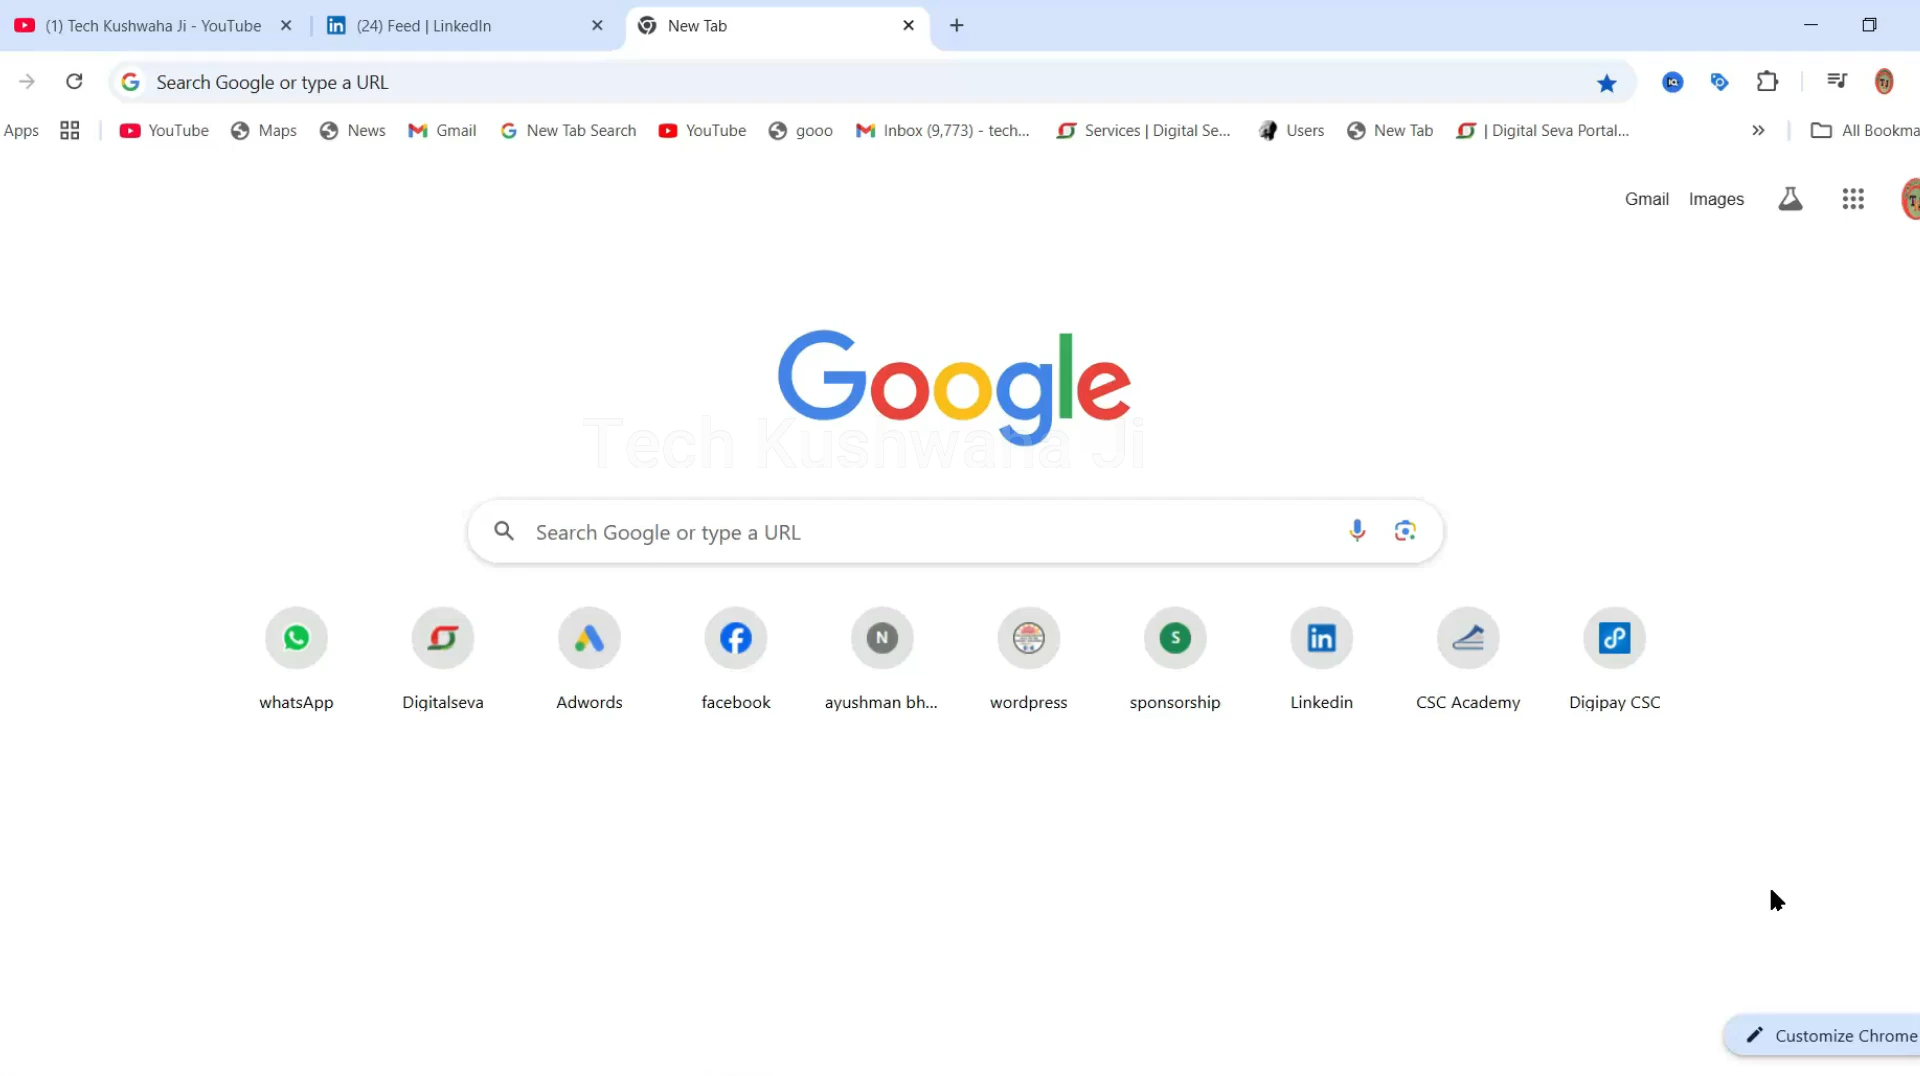 (1) Tech Kushwaha Ji - YouTube
(24) Feed | LinkedIn
New Tab
Search Google or type a URL
Apps
YouTube
Maps
News
Gmail
New Tab Search
YouTube
gooo
Inbox (9,773) - tech...
Services | Digital Se...
Users
New Tab
| Digital Seva Portal...
All Bookma
Gmail
Images
Google
Tech Kushwaha Ji
Search Google or type a URL
N
S
in
whatsApp
Digitalseva
Adwords
facebook
ayushman bh...
wordpress
sponsorship
Linkedin
CSC Academy
Digipay CSC
Customize Chrome